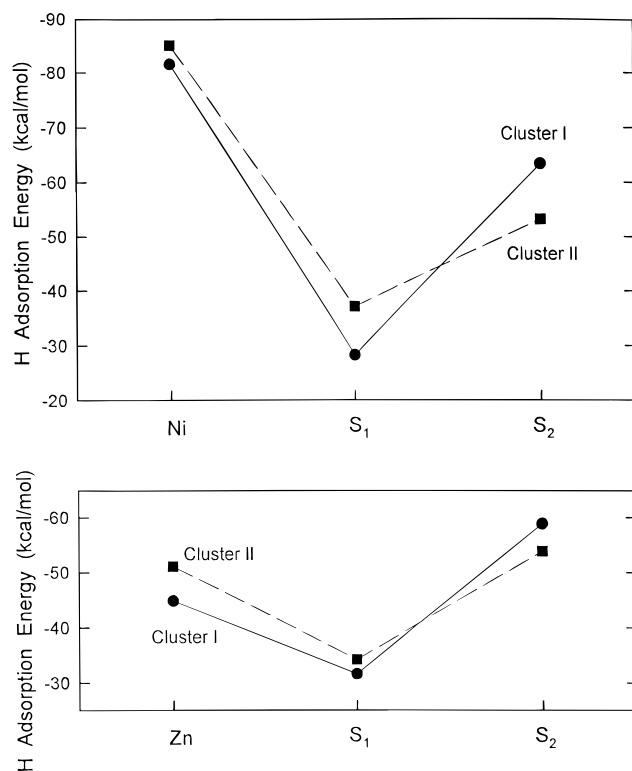 H Adsorption Energy (kcal/mol)
-90
-80
-70
-60
-50
-40
-30
-20
Cluster I
Cluster II
Ni
S₁
S₂
H Adsorption Energy (kcal/mol)
-60
-50
-40
-30
Cluster II
Cluster I
Zn
S₁
S₂